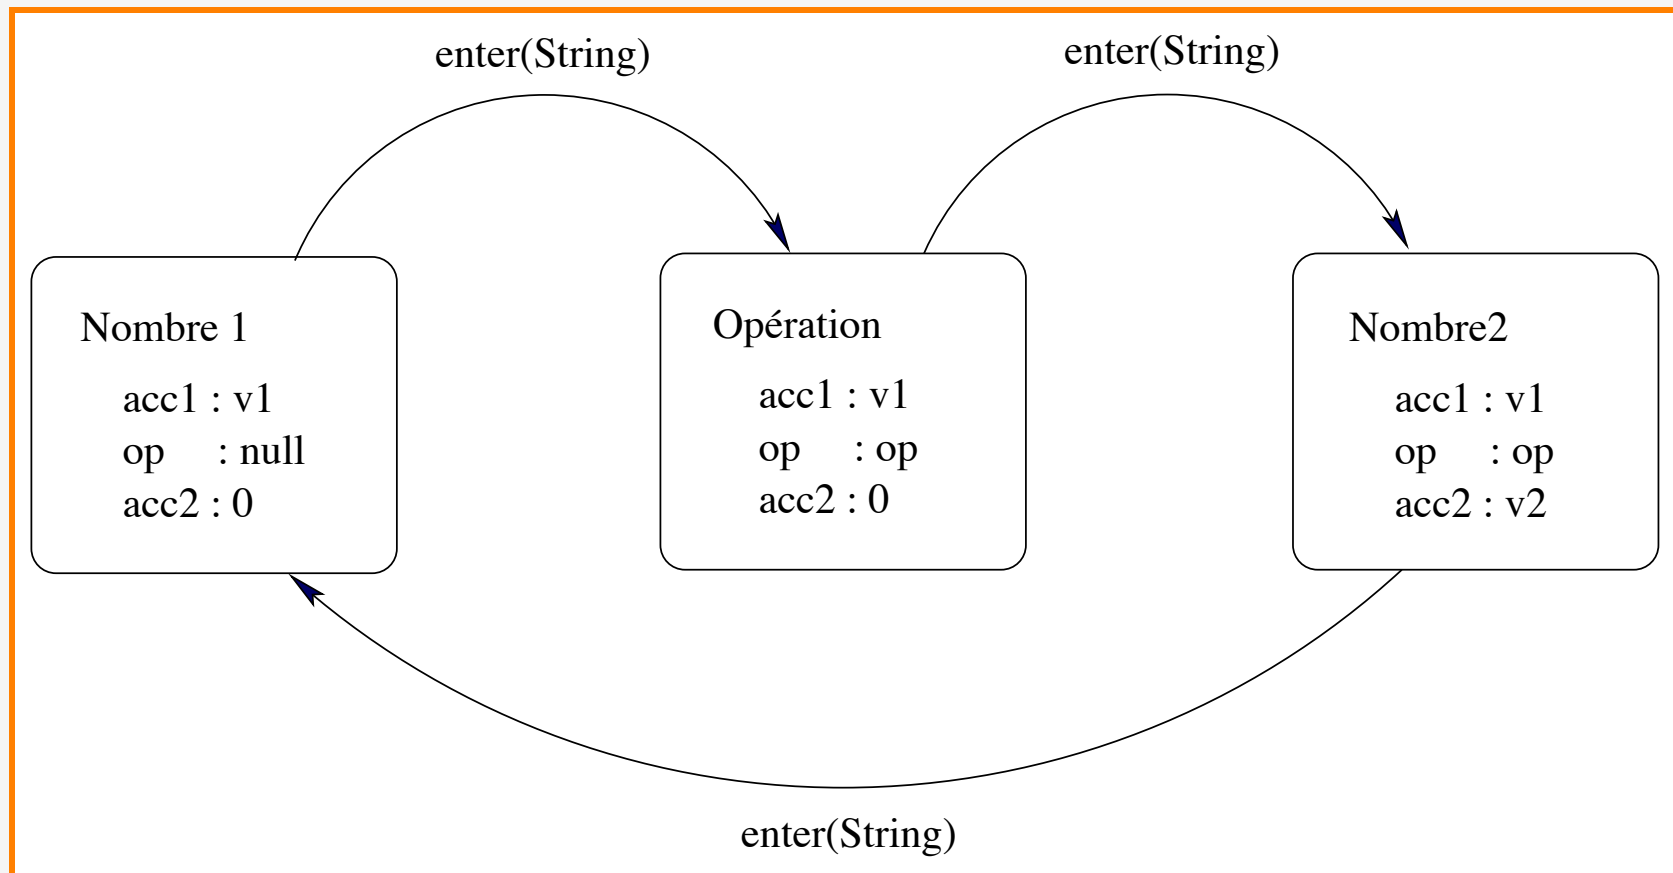 enter(String)
enter(String)
Nombre 1
acc1 : v1
op : null
acc2 : 0
Opération
acc1 : v1
op : op
acc2 : 0
Nombre2
acc1 : v1
op : op
acc2 : v2
enter(String)